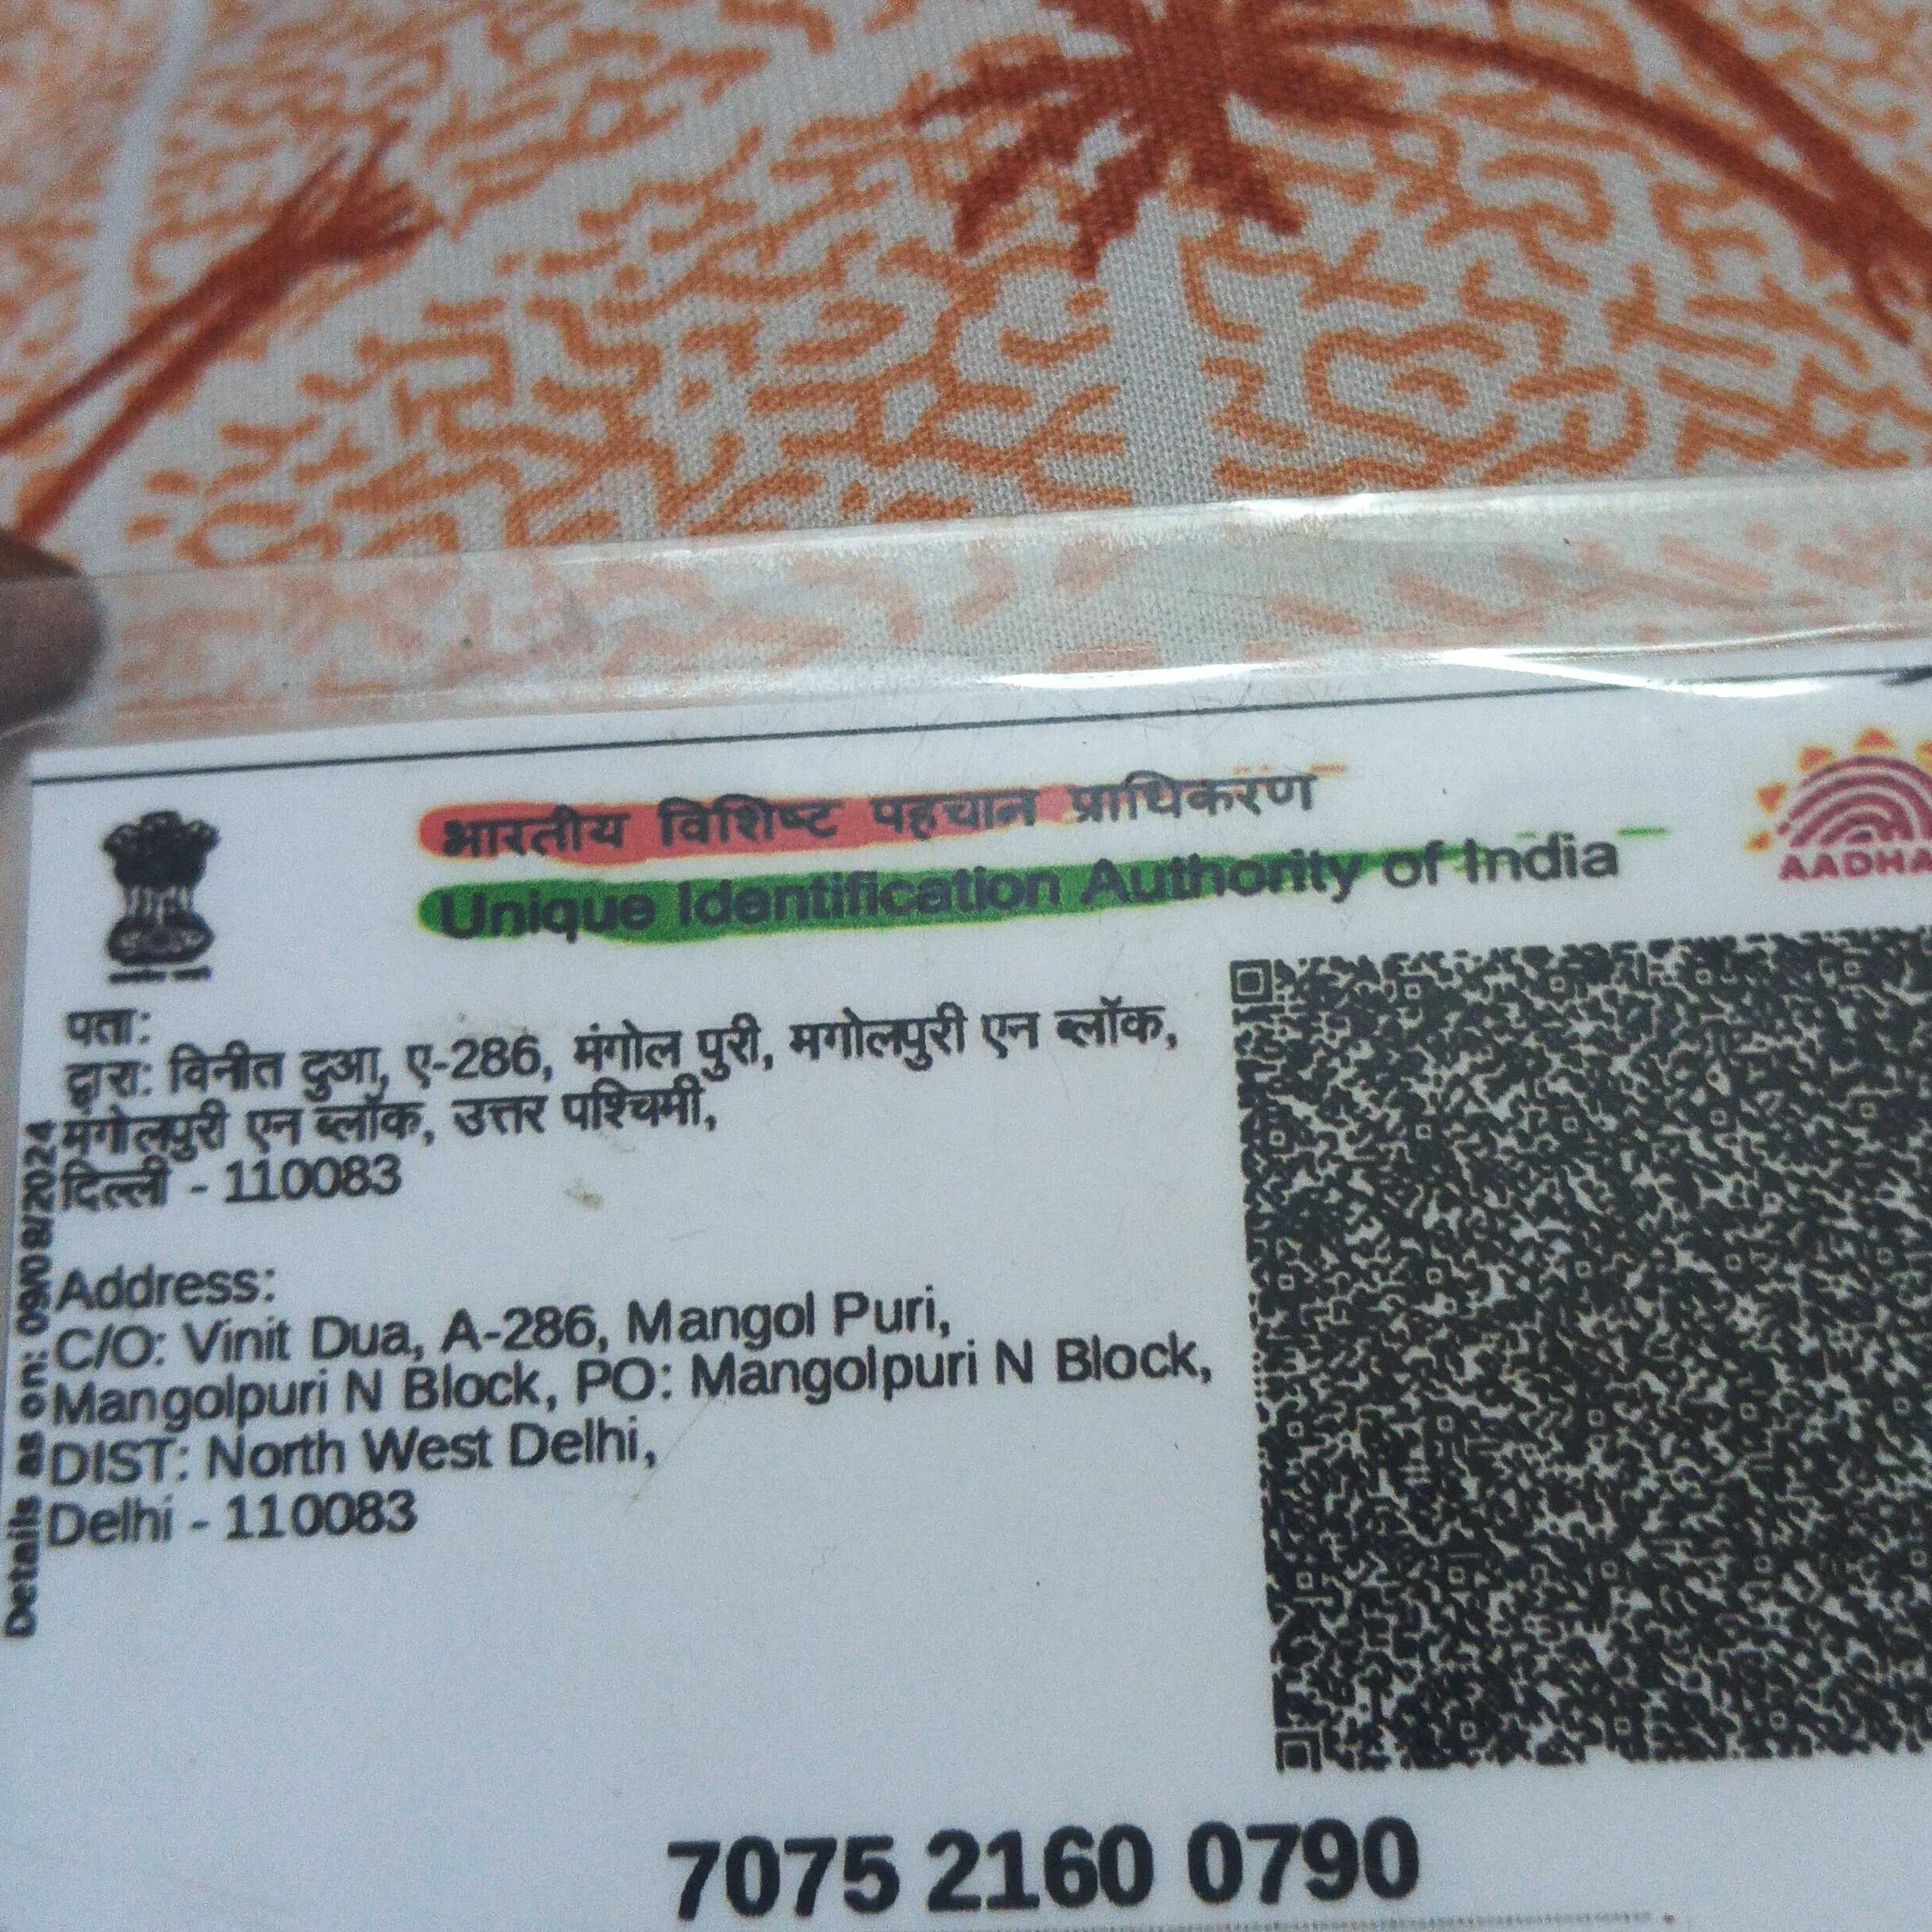 भारतीय विशिष्ट पहचान प्राधिकरण
Unique Identification Authority of India
AADHA
पता:
द्वारा: विनीत दुआ, ए-286, मंगोल पुरी, मगोलपुरी एन ब्लॉक,
मंगोलपुरी एन ब्लॉक, उत्तर पश्चिमी,
दिल्ली - 110083
Address:
C/O: Vinit Dua, A-286, Mangol Puri,
Mangolpuri N Block, PO: Mangolpuri N Block,
DIST: North West Delhi,
Delhi - 110083
Details as on: 09/08/2024
7075 2160 0790